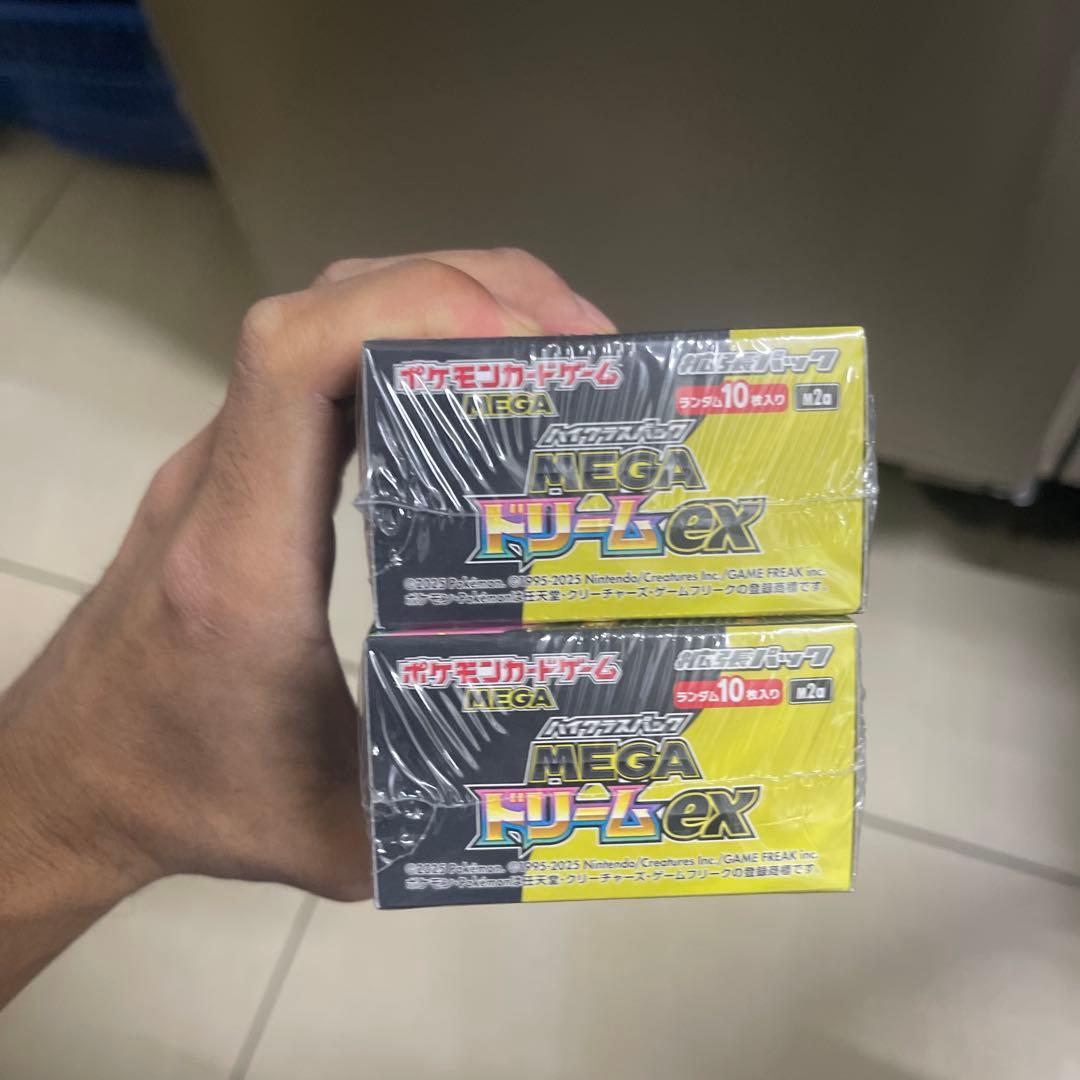 ポケモンカードゲーム 拡張パック
MEGA ランダム10枚入り M2a
ハイクラスパック
MEGA
ドリームex
©2025 Pokémon. ©1995-2025 Nintendo/Creatures Inc./GAME FREAK inc.
ポケモン・Pokémonは任天堂・クリーチャーズ・ゲームフリークの登録商標です。
ポケモンカードゲーム 拡張パック
MEGA ランダム10枚入り M2a
ハイクラスパック
MEGA
ドリームex
©2025 Pokémon. ©1995-2025 Nintendo/Creatures Inc./GAME FREAK inc.
ポケモン・Pokémonは任天堂・クリーチャーズ・ゲームフリークの登録商標です。